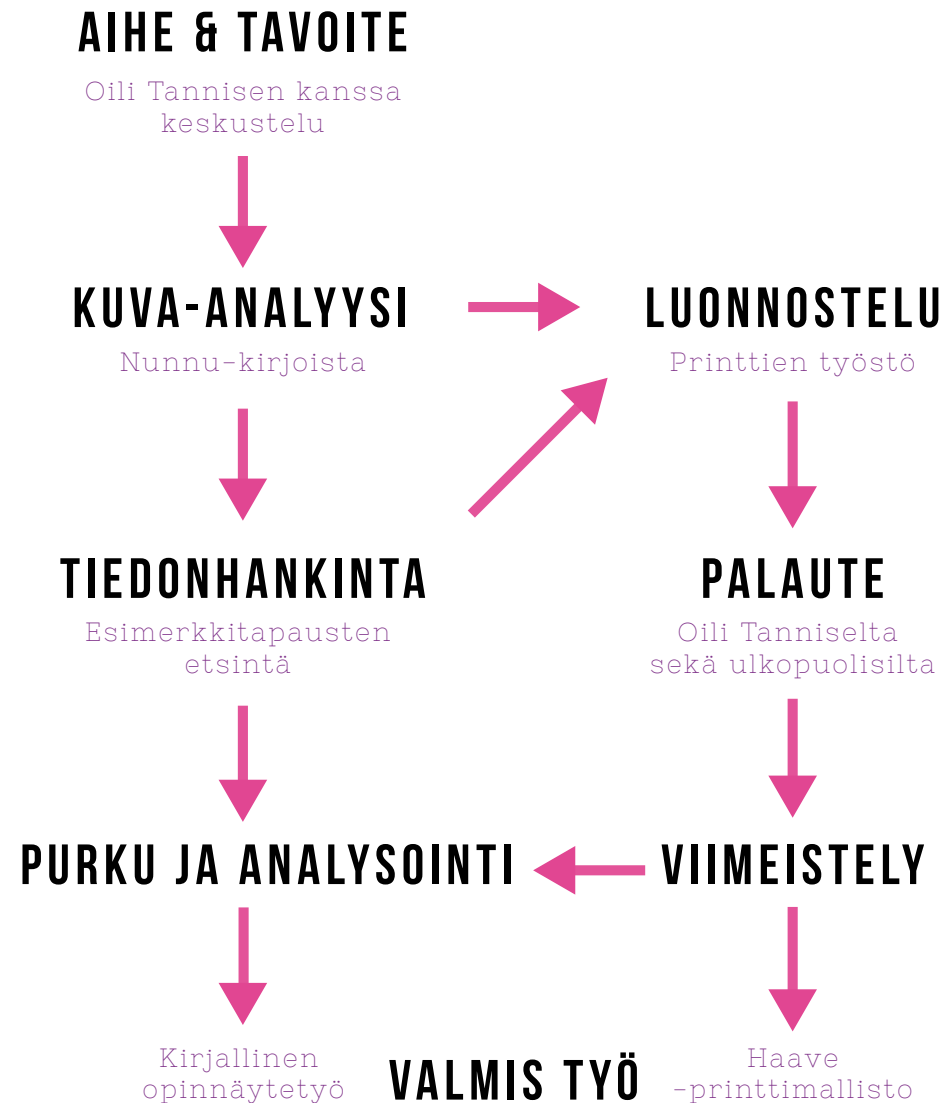 AIHE & TAVOITE
Oili Tannisen kanssa
keskustelu
KUVA-ANALYYSI
Nunnu-kirjoista
LUONNOSTELU
Printtien työstö
TIEDONHANKINTA
Esimerkkitapausten
etsintä
PALAUTE
Oili Tanniselta
sekä ulkopuolisilta
PURKU JA ANALYSOINTI
VIIMEISTELY
Kirjallinen
opinnäytetyö
VALMIS TYÖ
Haave
-printtimallisto